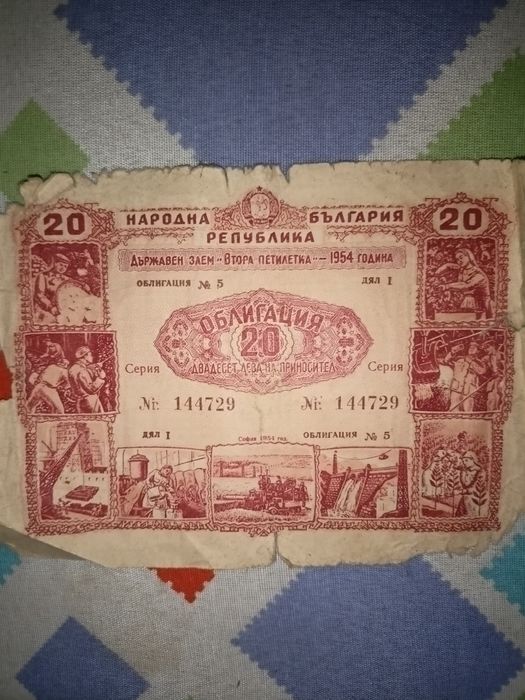 20 НАРОДНА БЪЛГАРИЯ 20
РЕПУБЛИКА
ДЪРЖАВЕН ЗАЕМ "ВТОРА ПЕТИЛЕТКА" – 1954 ГОДИНА
ОБЛИГАЦИЯ № 5 ДЯЛ I
ОБЛИГАЦИЯ
20
ДВАДЕСЕТ ЛЕВА НА ПРИНОСИТЕЛ
Серия Серия
№: 144729 №: 144729
ДЯЛ I София 1954 год. ОБЛИГАЦИЯ № 5